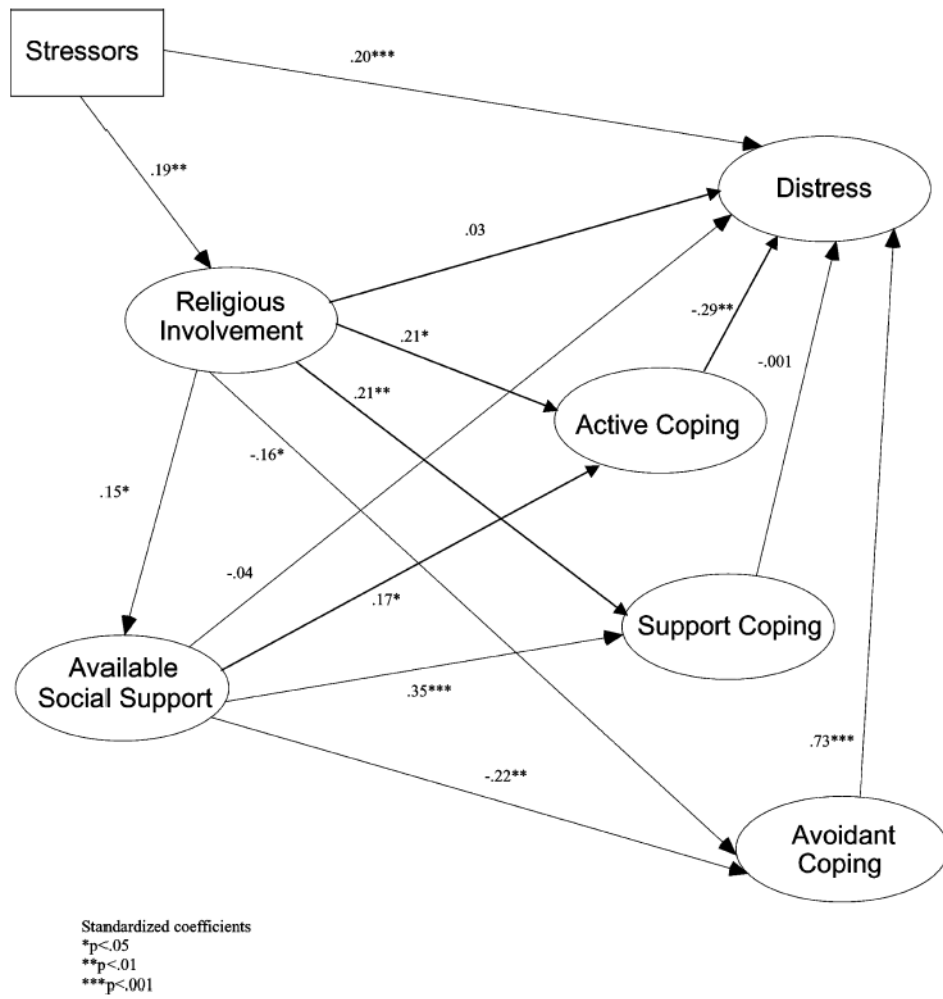 Stressors
.20***
.19**
Distress
.03
Religious
Involvement
-.29**
.21*
-.001
.21**
Active Coping
-.16*
.15*
-.04
.17*
Support Coping
Available
Social Support
.35***
.73***
-.22**
Avoidant
Coping
Standardized coefficients
*p<.05
**p<.01
***p<.001